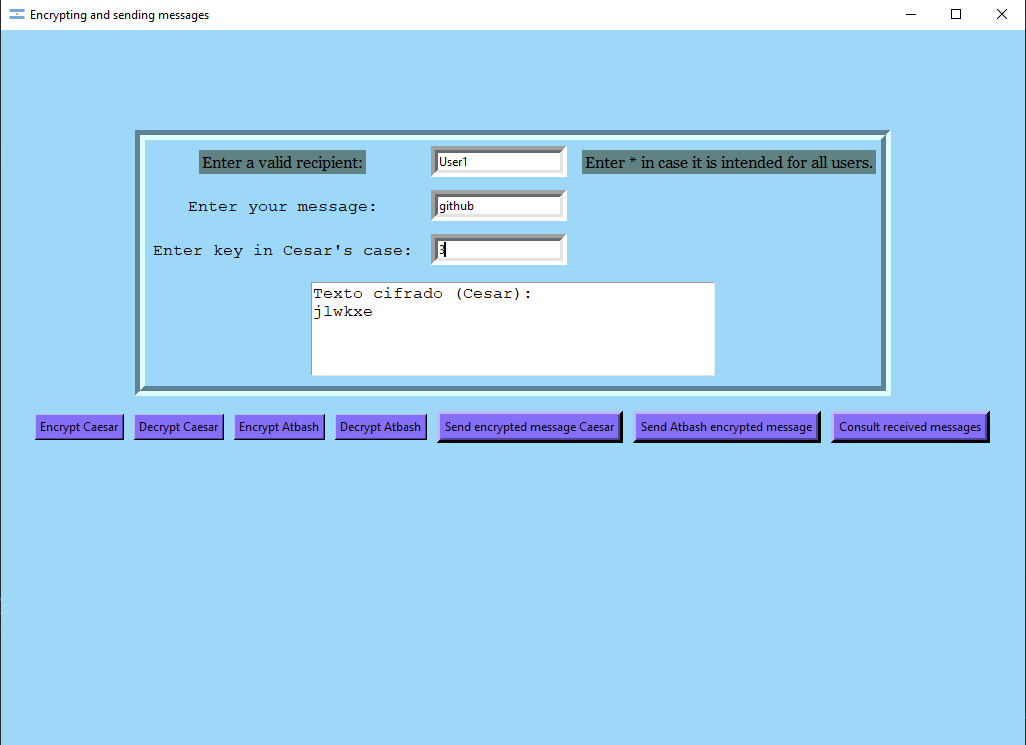 Encrypting and sending messages
Enter a valid recipient: User1 Enter * in case it is intended for all users.
Enter your message: github
Enter key in Cesar's case: 3
Texto cifrado (Cesar):
jlwkxe
Encrypt Caesar Decrypt Caesar Encrypt Atbash Decrypt Atbash Send encrypted message Caesar Send Atbash encrypted message Consult received messages